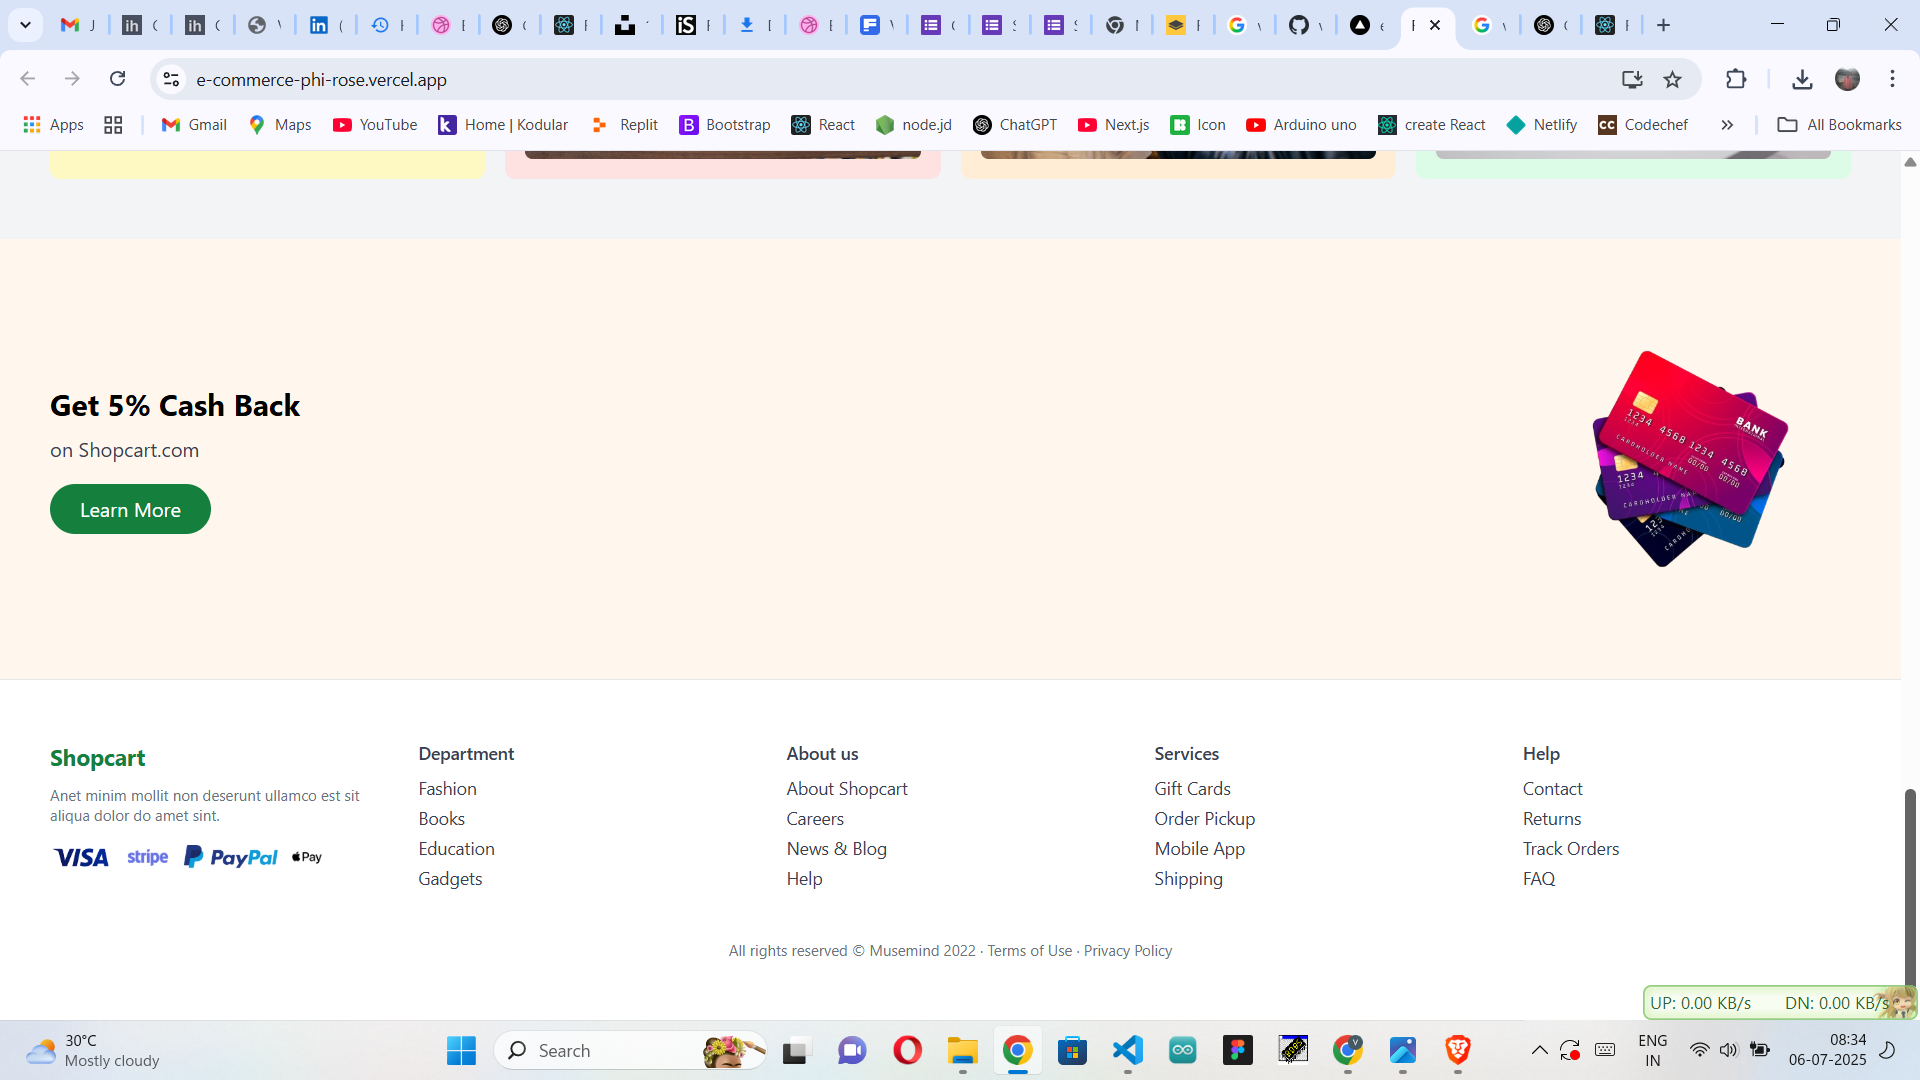 J
(
e-commerce-phi-rose.vercel.app
Apps
Gmail
Maps
YouTube
Home | Kodular
Replit
Bootstrap
React
node.jd
ChatGPT
Next.js
Icon
Arduino uno
create React
Netlify
Codechef
All Bookmarks
Get 5% Cash Back
on Shopcart.com
Learn More
BANK
1234 4568 1234 4568
CARDHOLDER NAME
00/00
00/00
1234
Shopcart
Anet minim mollit non deserunt ullamco est sit
aliqua dolor do amet sint.
VISA stripe PayPal Pay
Department
Fashion
Books
Education
Gadgets
About us
About Shopcart
Careers
News & Blog
Help
Services
Gift Cards
Order Pickup
Mobile App
Shipping
Help
Contact
Returns
Track Orders
FAQ
All rights reserved © Musemind 2022 · Terms of Use · Privacy Policy
UP: 0.00 KB/s DN: 0.00 KB/s
30°C
Mostly cloudy
Search
ENG
IN
08:34
06-07-2025